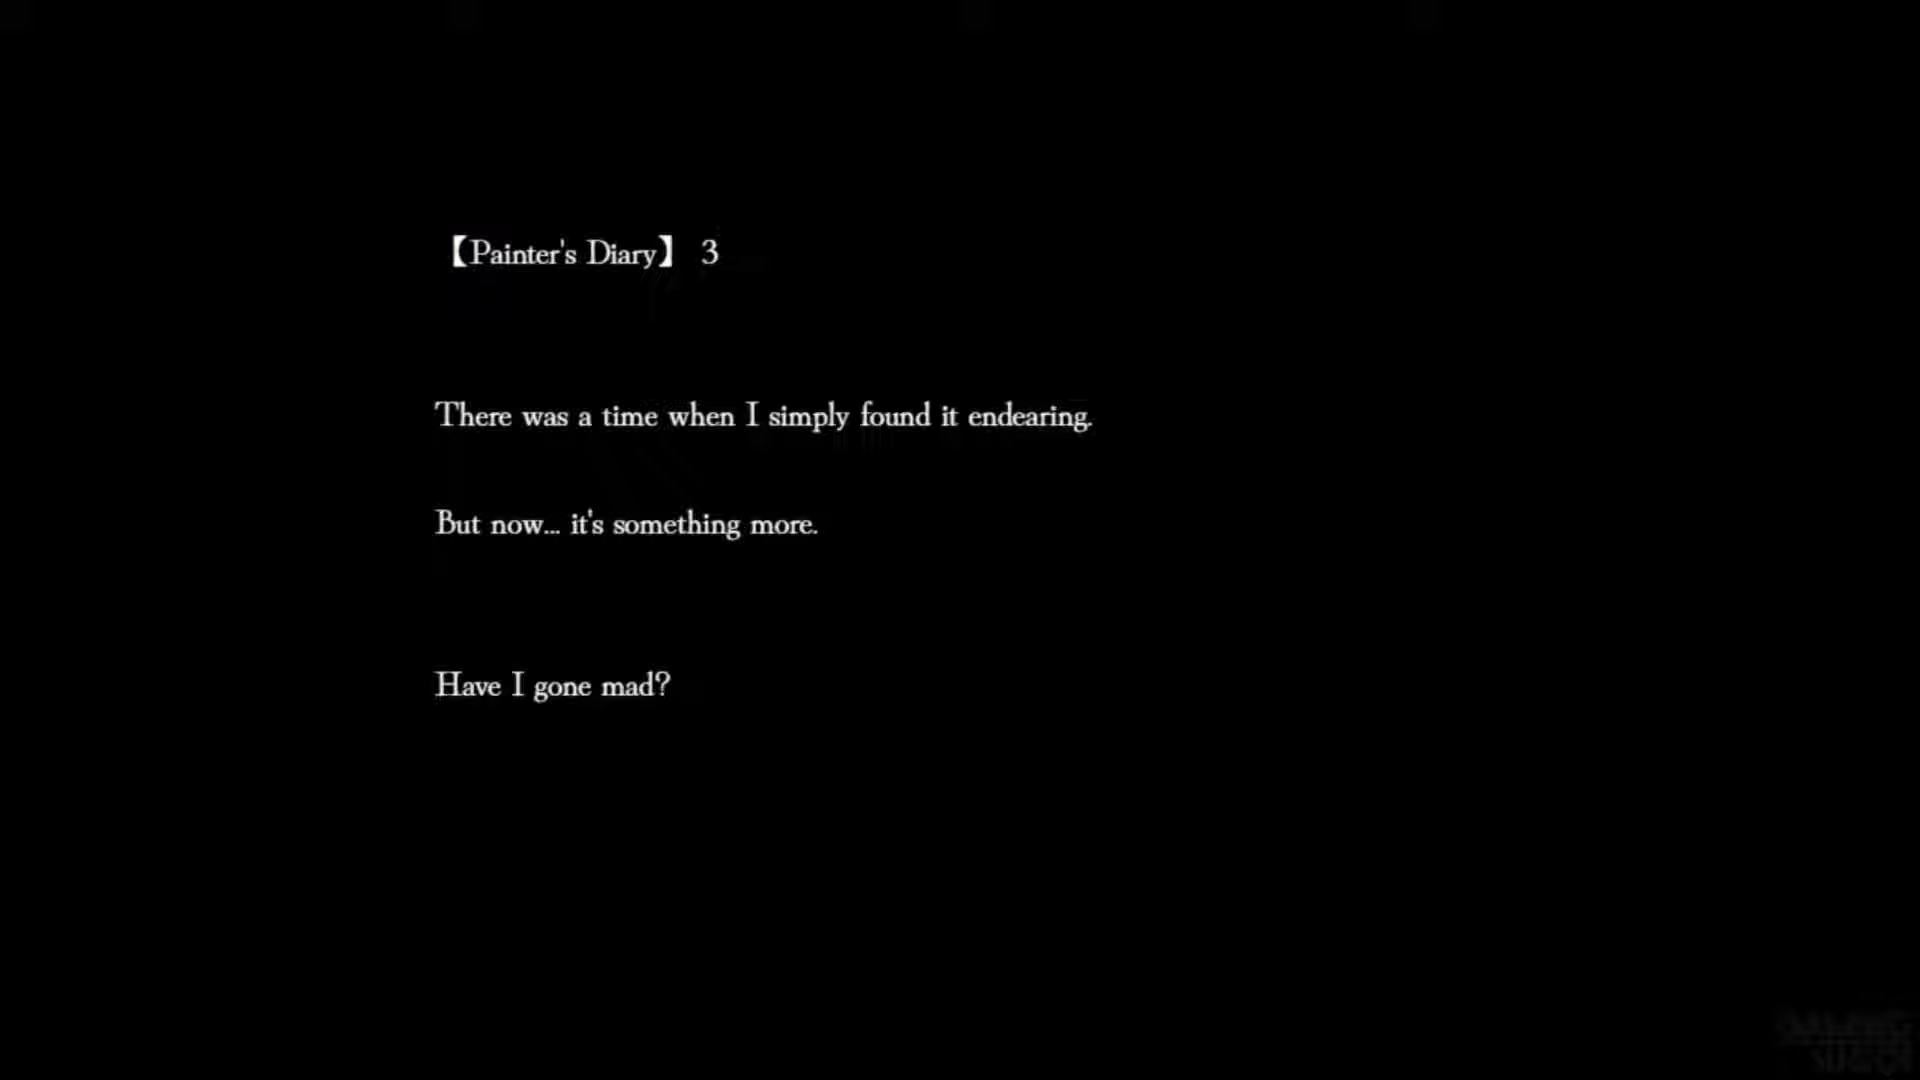 【Painter's Diary】 3
There was a time when I simply found it endearing.
But now... it's something more.
Have I gone mad?